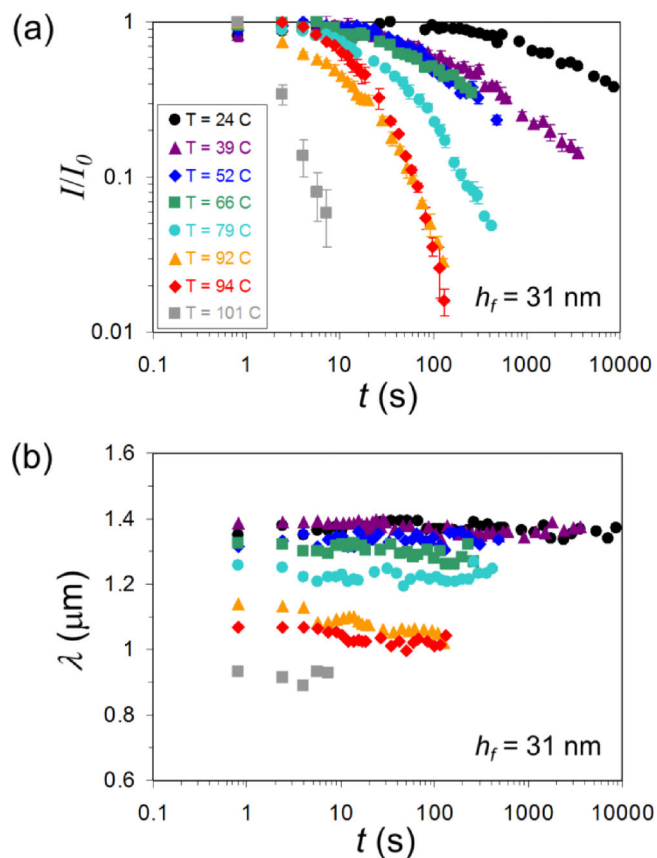 (a)
1
0.1
0.01
I/I0
T = 24 C
T = 39 C
T = 52 C
T = 66 C
T = 79 C
T = 92 C
T = 94 C
T = 101 C
hf = 31 nm
0.1 1 10 100 1000 10000
t (s)
(b)
1.6
1.4
1.2
1
0.8
0.6
λ (μm)
hf = 31 nm
0.1 1 10 100 1000 10000
t (s)